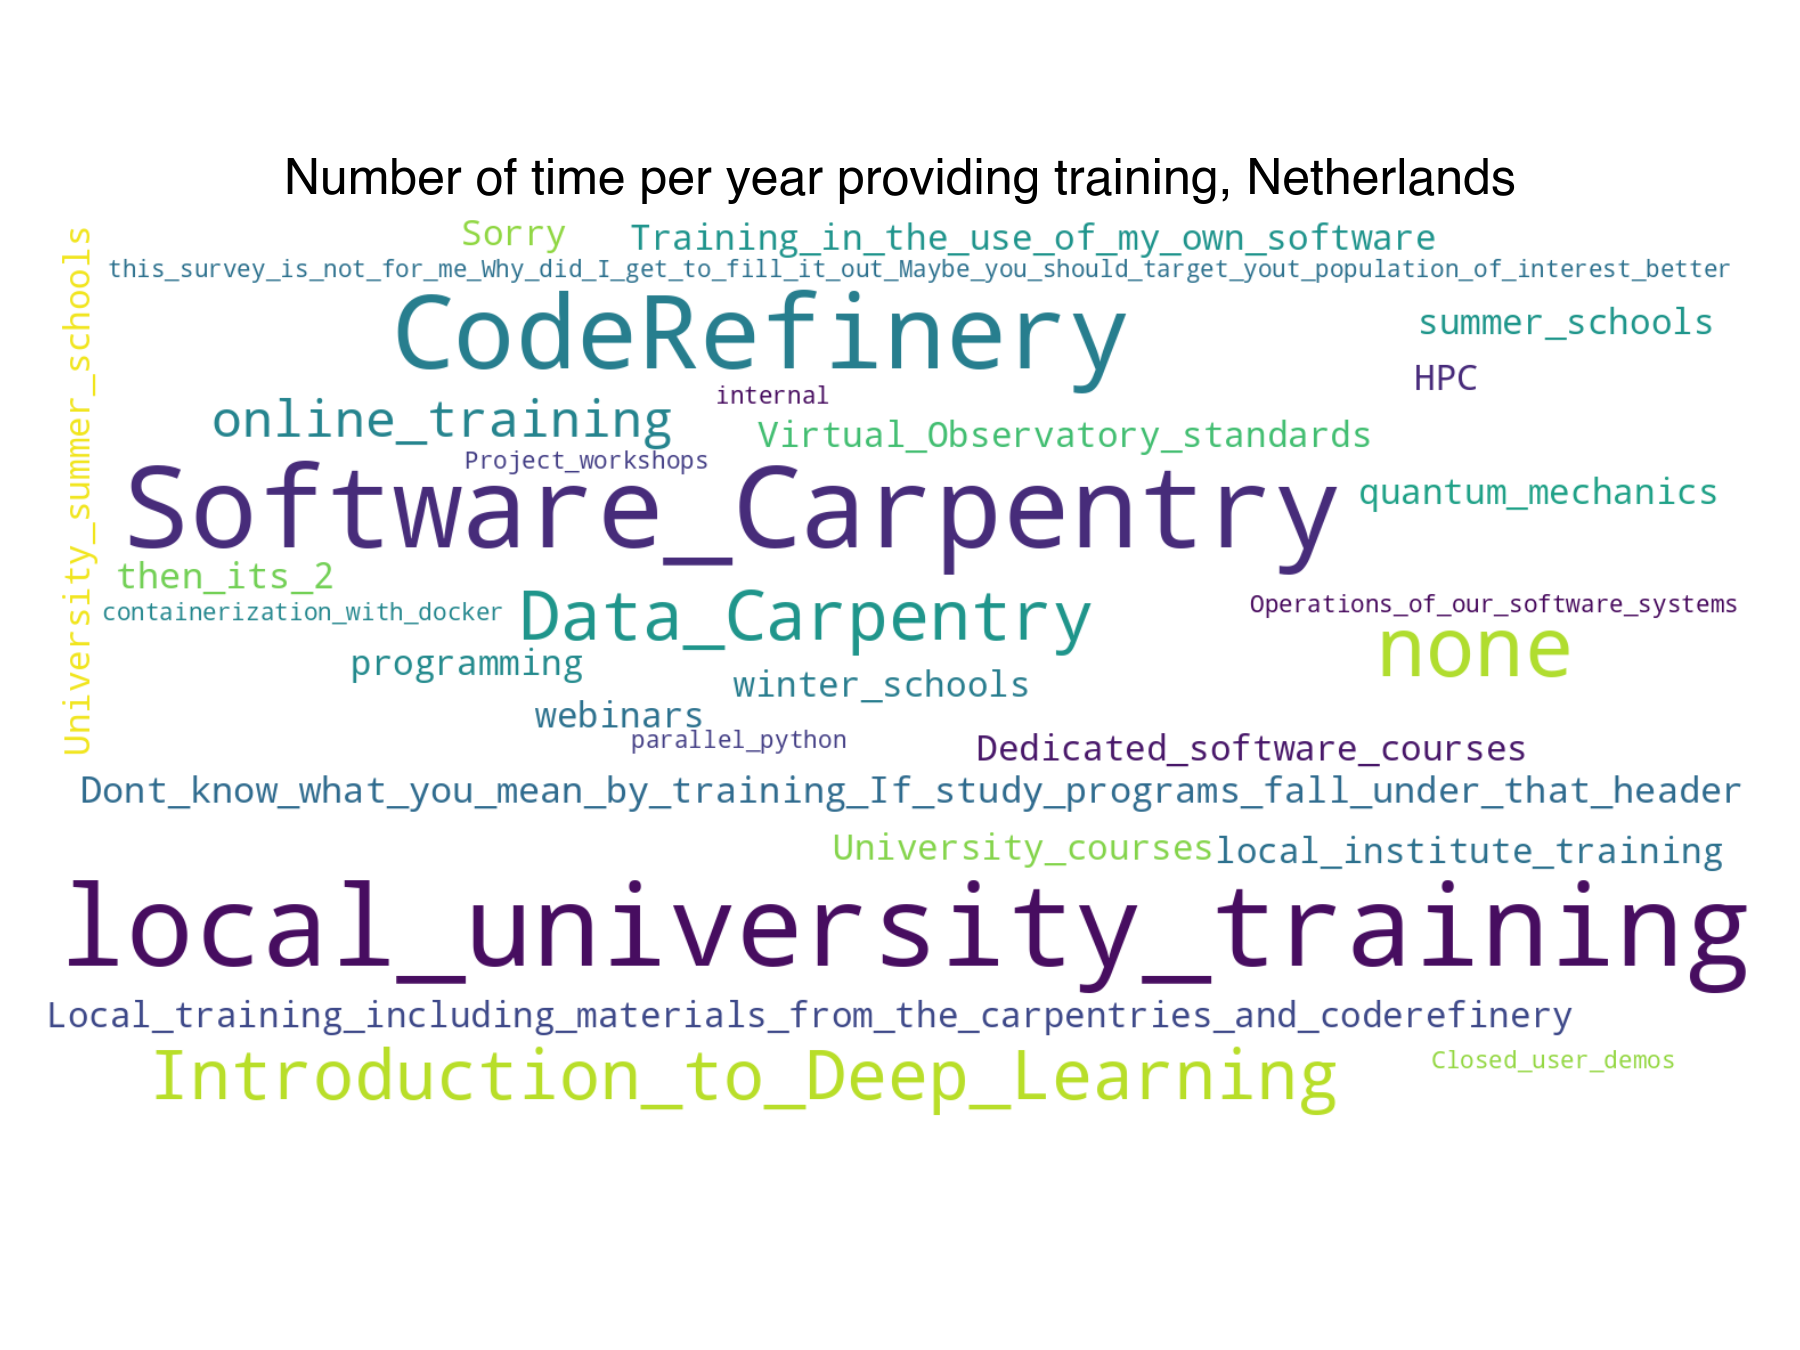 Number of time per year providing training, Netherlands
Sorry
Training_in_the_use_of_my_own_software
University_summer_schools
this_survey_is_not_for_me_Why_did_I_get_to_fill_it_out_Maybe_you_should_target_yout_population_of_interest_better
CodeRefinery
summer_schools
HPC
internal
online_training
Virtual_Observatory_standards
Project_workshops
Software_Carpentry
quantum_mechanics
then_its_2
containerization_with_docker
Data_Carpentry
Operations_of_our_software_systems
none
programming
winter_schools
webinars
parallel_python
Dedicated_software_courses
Dont_know_what_you_mean_by_training_If_study_programs_fall_under_that_header
University_courses
local_institute_training
local_university_training
Local_training_including_materials_from_the_carpentries_and_coderefinery
Introduction_to_Deep_Learning
Closed_user_demos